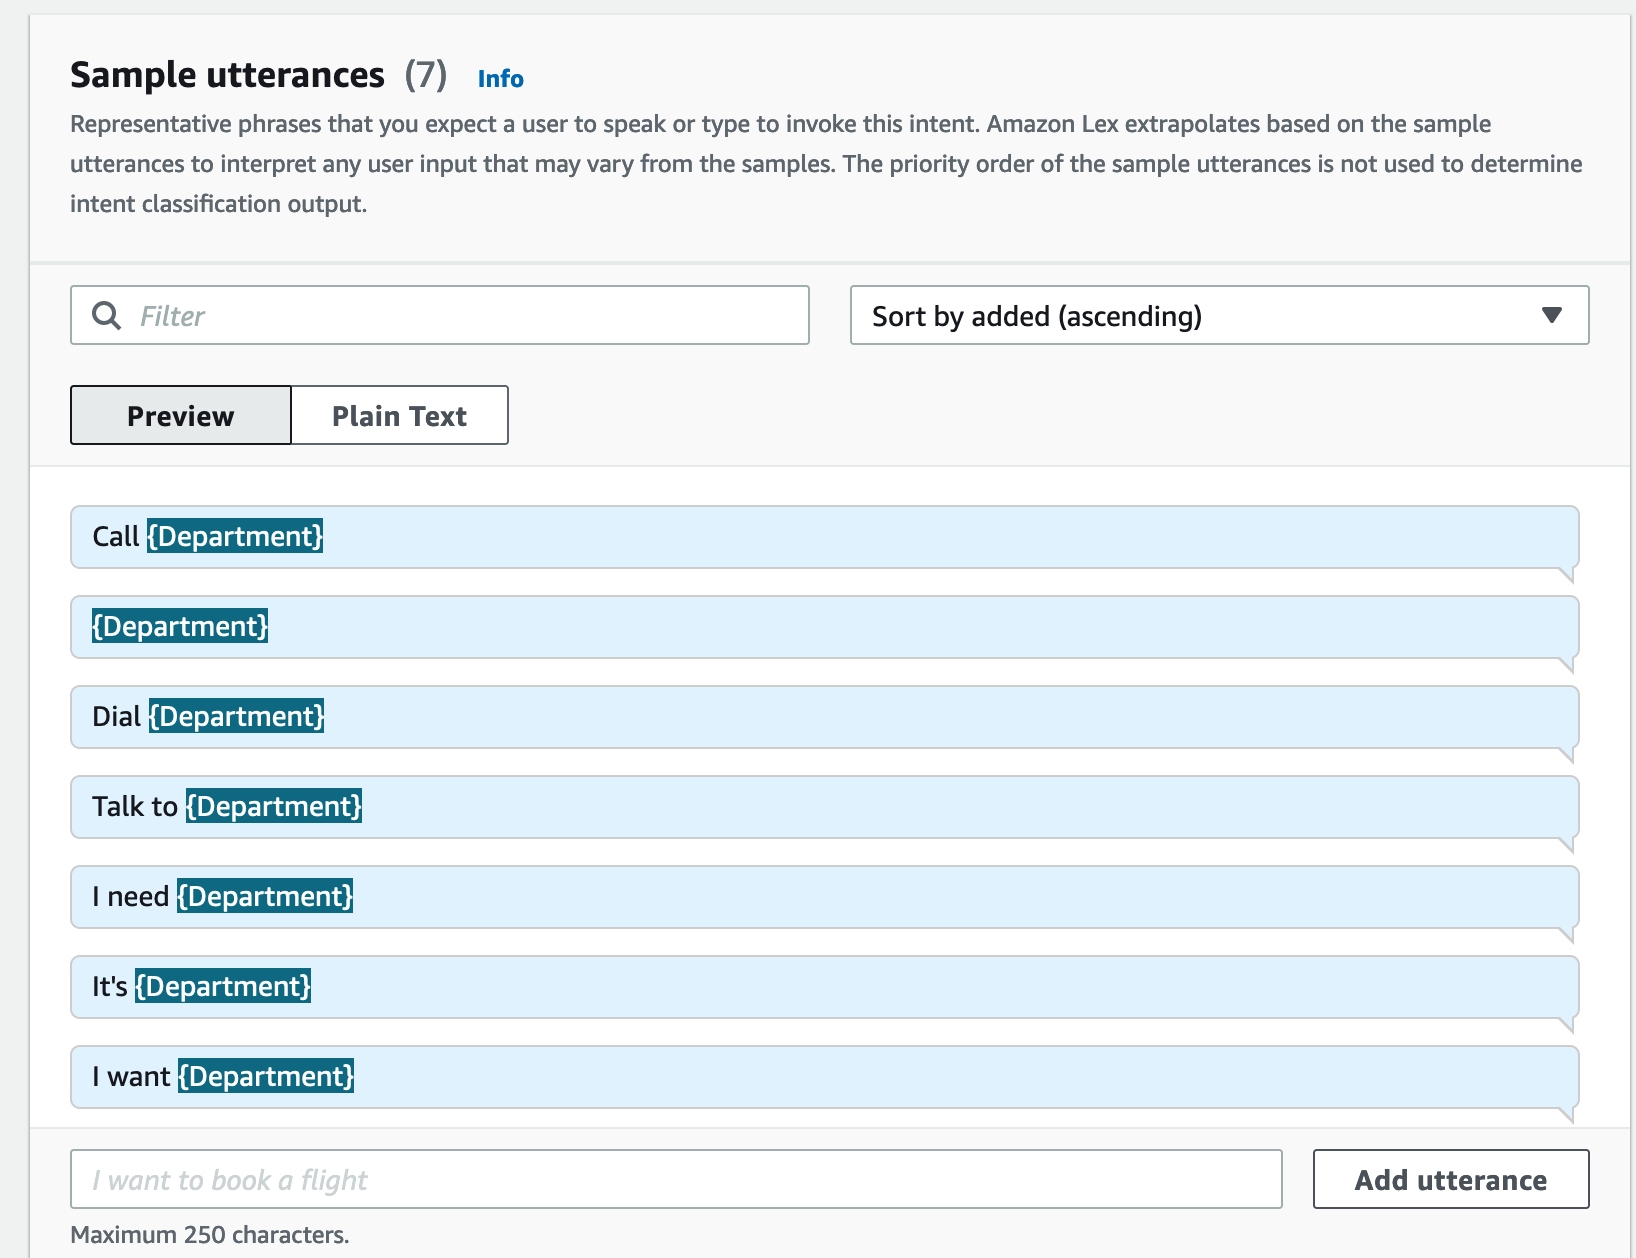 Sample utterances (7) Info
Representative phrases that you expect a user to speak or type to invoke this intent. Amazon Lex extrapolates based on the sample
utterances to interpret any user input that may vary from the samples. The priority order of the sample utterances is not used to determine
intent classification output.
Filter
Sort by added (ascending)
Preview
Plain Text
Call {Department}
{Department}
Dial {Department}
Talk to {Department}
I need {Department}
It's {Department}
I want {Department}
I want to book a flight
Add utterance
Maximum 250 characters.